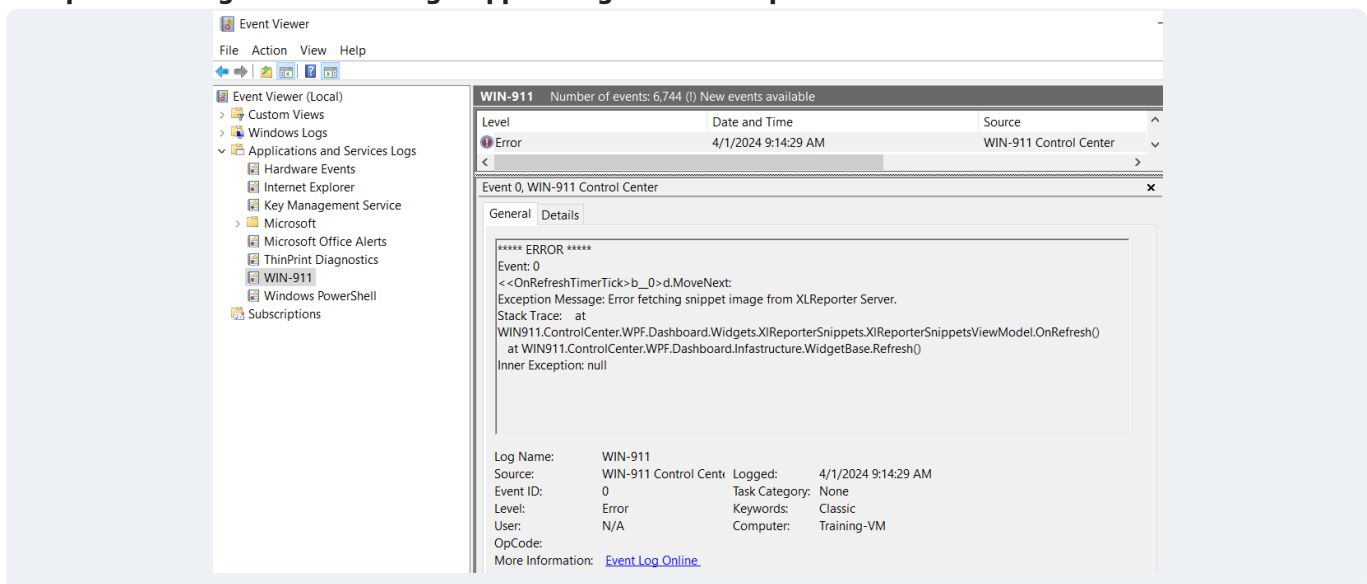 Event Viewer
File Action View Help
Event Viewer (Local)
Custom Views
Windows Logs
Applications and Services Logs
Hardware Events
Internet Explorer
Key Management Service
Microsoft
Microsoft Office Alerts
ThinPrint Diagnostics
WIN-911
Windows PowerShell
Subscriptions
WIN-911 Number of events: 6,744 (!) New events available
Level Date and Time Source
Error 4/1/2024 9:14:29 AM WIN-911 Control Center
Event 0, WIN-911 Control Center
General Details
***** ERROR *****
Event: 0
<<OnRefreshTimerTick>b__0>d.MoveNext:
Exception Message: Error fetching snippet image from XLReporter Server.
Stack Trace: at
WIN911.ControlCenter.WPF.Dashboard.Widgets.XlReporterSnippets.XlReporterSnippetsViewModel.OnRefresh()
at WIN911.ControlCenter.WPF.Dashboard.Infastructure.WidgetBase.Refresh()
Inner Exception: null
Log Name: WIN-911
Source: WIN-911 Control Cente Logged: 4/1/2024 9:14:29 AM
Event ID: 0 Task Category: None
Level: Error Keywords: Classic
User: N/A Computer: Training-VM
OpCode:
More Information: Event Log Online